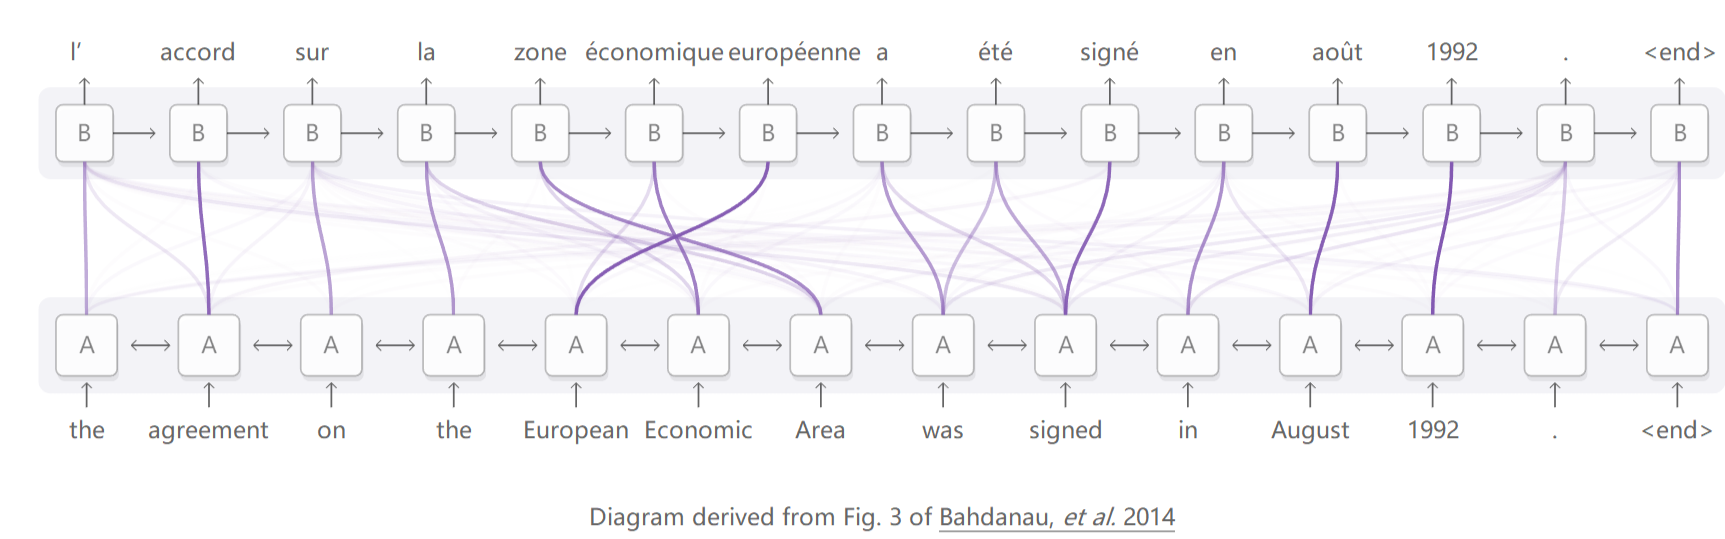 l’ accord sur la zone économique européenne a été signé en août 1992 . <end>
B B B B B B B B B B B B B B B
A A A A A A A A A A A A A A
the agreement on the European Economic Area was signed in August 1992 . <end>
Diagram derived from Fig. 3 of Bahdanau, et al. 2014